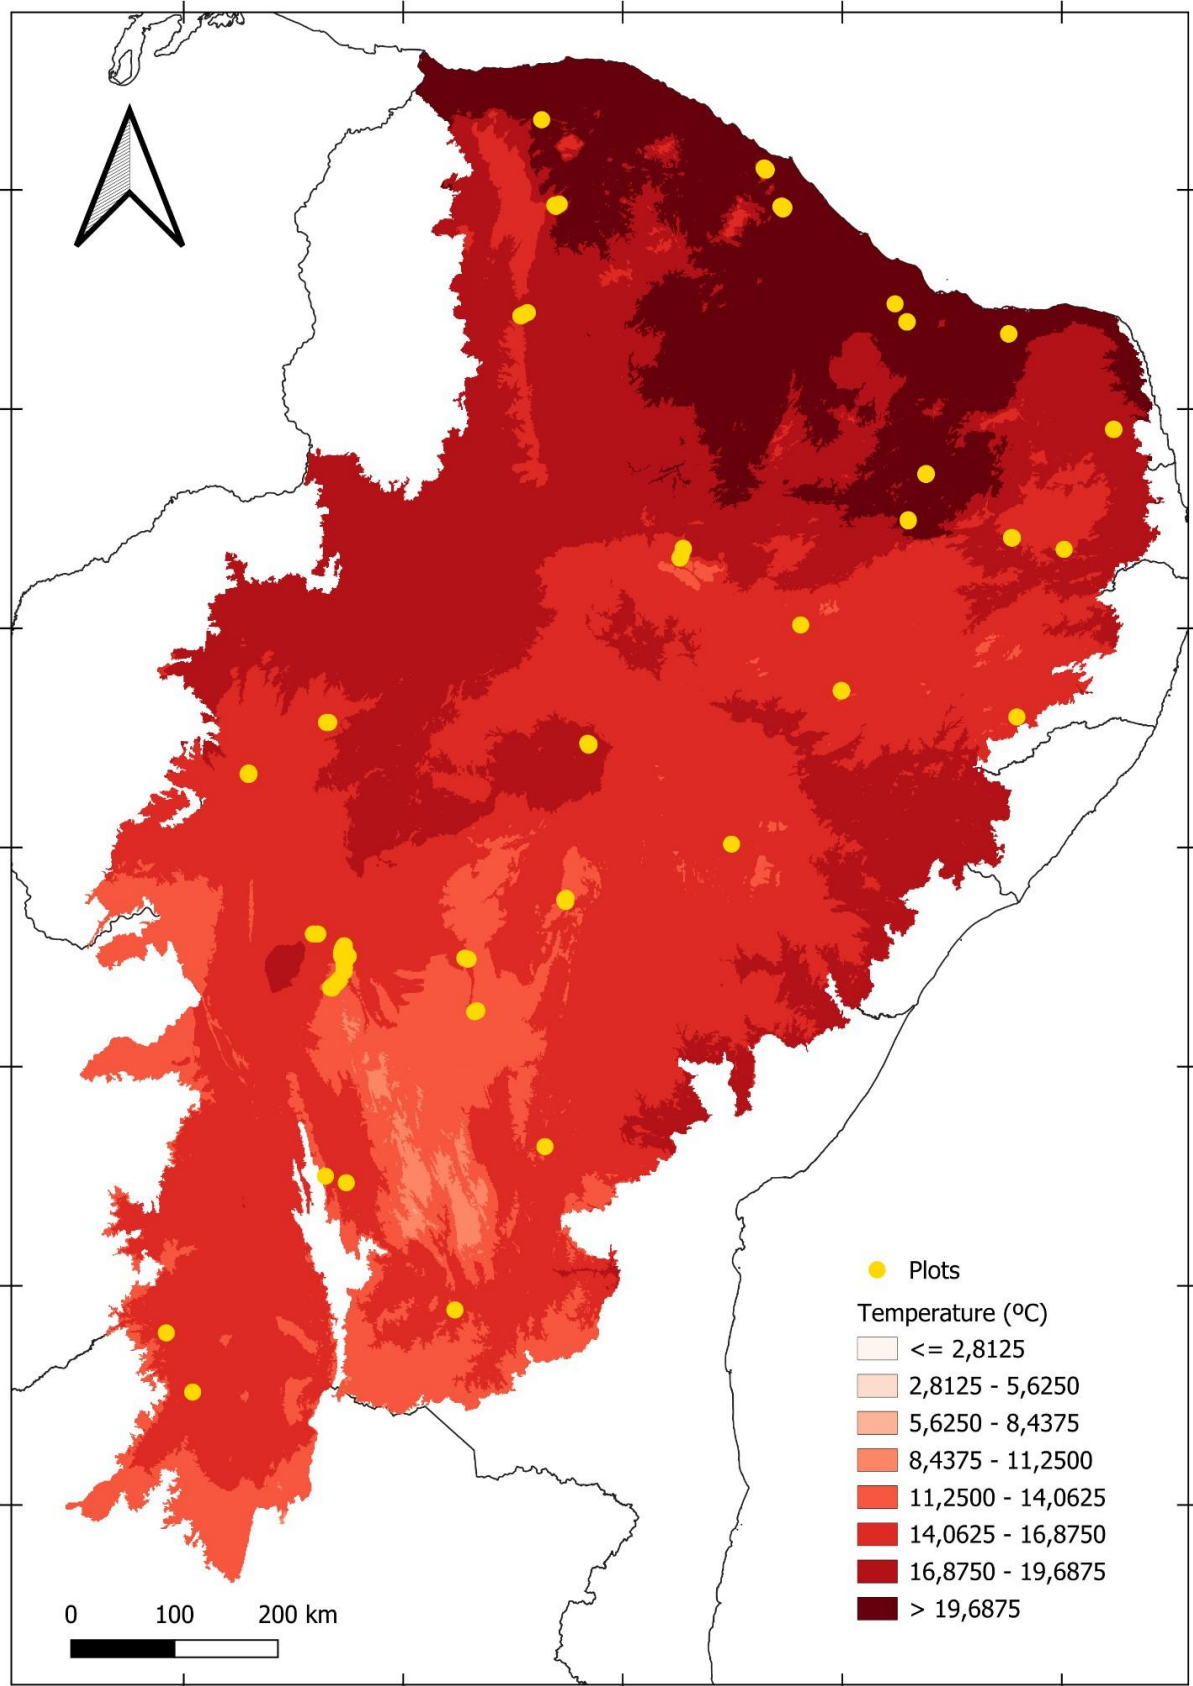 Plots
Temperature (ºC)
<= 2,8125
2,8125 - 5,6250
5,6250 - 8,4375
8,4375 - 11,2500
11,2500 - 14,0625
14,0625 - 16,8750
16,8750 - 19,6875
> 19,6875
0 100 200 km